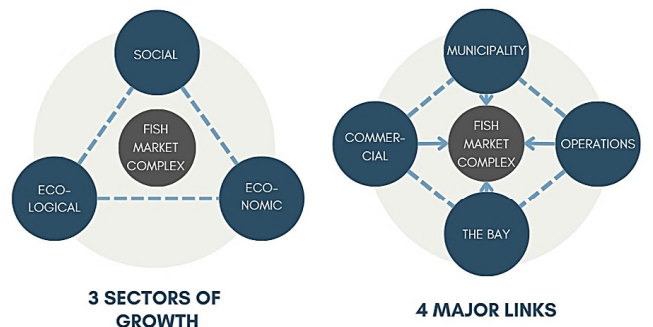 SOCIAL
FISH
MARKET
COMPLEX
ECO-
LOGICAL
ECO-
NOMIC
3 SECTORS OF
GROWTH
MUNICIPALITY
COMMER-
CIAL
FISH
MARKET
COMPLEX
OPERATIONS
THE BAY
4 MAJOR LINKS